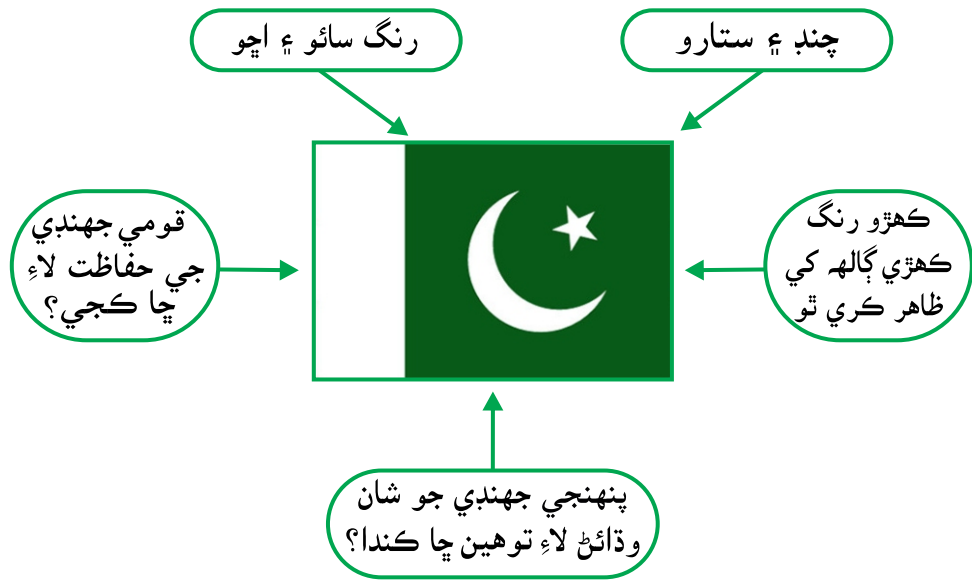 رنگ سائو ۽ اڇو
چنڊ ۽ ستارو
قومي جهنڊي
جي حفاظت لاءِ
ڇا ڪجي؟
ڪهڙو رنگ
ڪهڙي ڳالهه کي
ظاهر ڪري ٿو
پنهنجي جهنڊي جو شان
وڌائڻ لاءِ توهين ڇا ڪندا؟